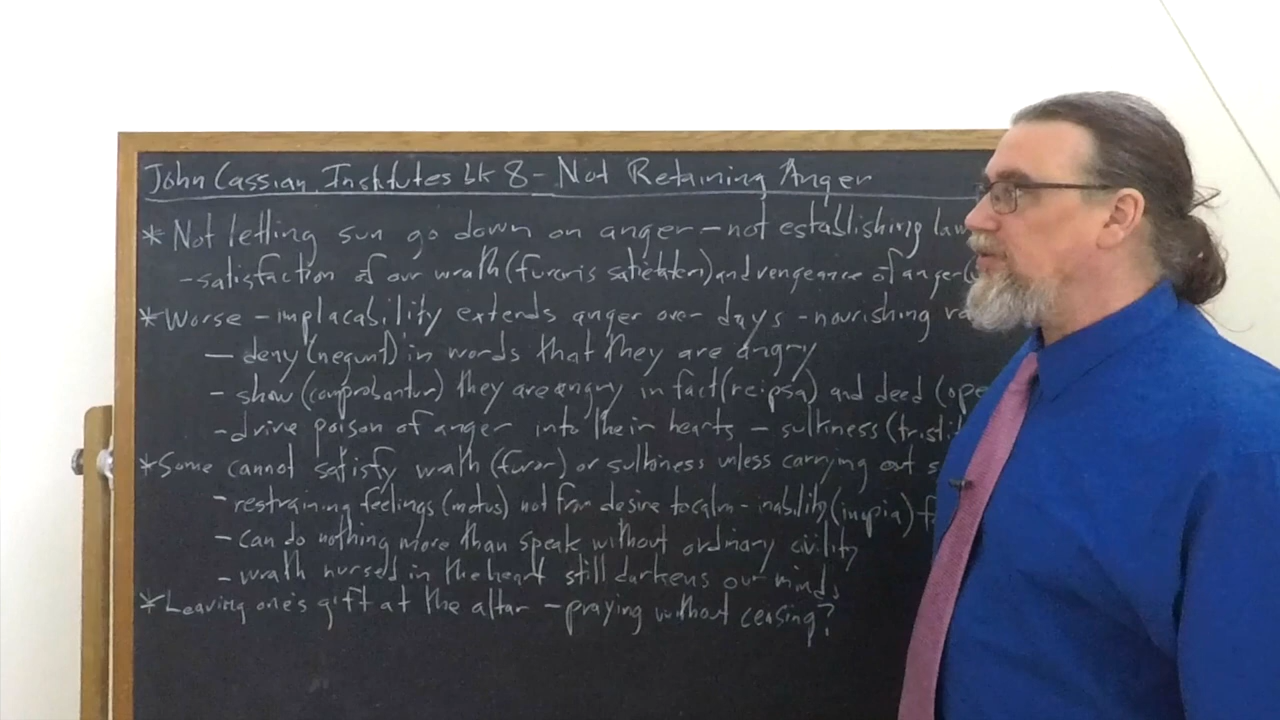 John Cassian, Institutes bk 8 - Not Retaining Anger
* Not letting sun go down on anger - not establishing law
- satisfaction of our wrath (furoris satietatem) and vengeance of anger
* Worse - implacability extends anger over days - nourishing
- deny (negunt) in words that they are angry
- show (comprobantur) they are angry in fact (reipsa) and deed (ope
- drive poison of anger into their hearts - sulkiness (tristit
* Some cannot satisfy wrath (furor) or sulkiness unless carrying out
- restraining feelings (motus) not from desire to calm - inability (inopia)
- can do nothing more than speak without ordinary civility
- wrath nursed in the heart still darkens our minds
* Leaving one's gift at the altar - praying without ceasing?